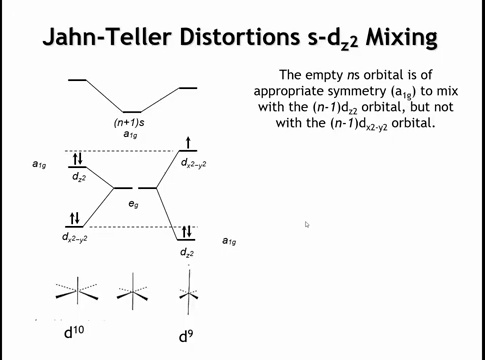 Jahn-Teller Distortions s-dz2 Mixing
The empty ns orbital is of
appropriate symmetry (a1g) to mix
with the (n-1)dz2 orbital, but not
with the (n-1)dx2-y2 orbital.
(n+1)s
a1g
a1g
dz2
dx2-y2
eg
dx2-y2
dz2
a1g
d10
d9